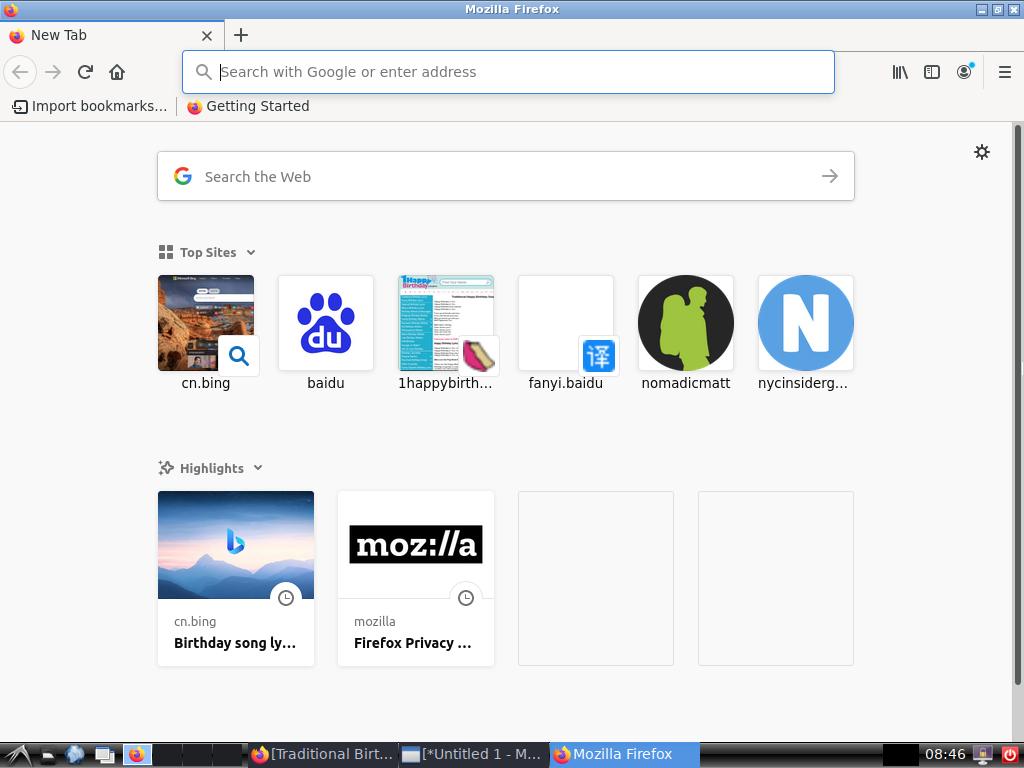 Mozilla Firefox
New Tab
Search with Google or enter address
Import bookmarks...
Getting Started
Search the Web
Top Sites
du
译
N
cn.bing
baidu
1happybirth...
fanyi.baidu
nomadicmatt
nycinsiderg...
Highlights
moz://a
cn.bing
Birthday song ly...
mozilla
Firefox Privacy ...
[Traditional Birt...
[*Untitled 1 - M...
Mozilla Firefox
08:46